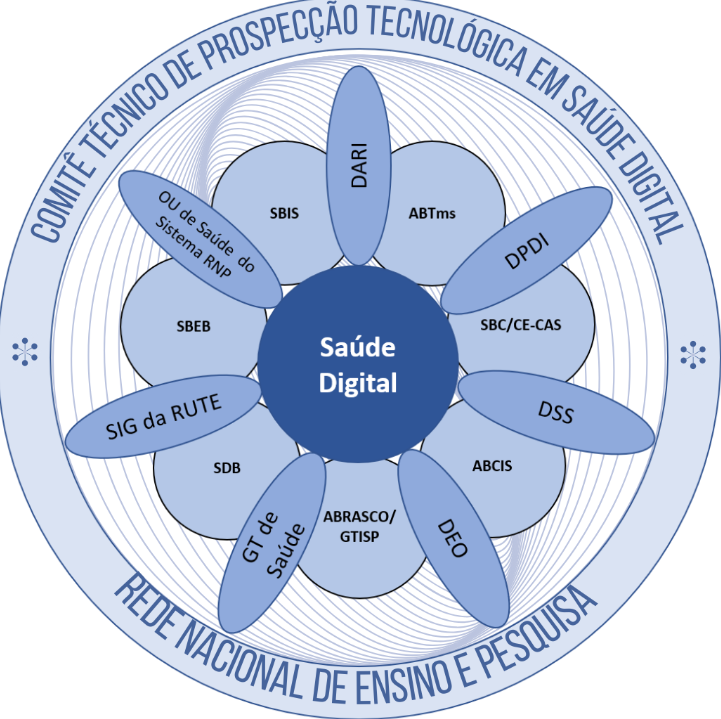 COMITÊ TÉCNICO DE PROSPECÇÃO TECNOLÓGICA EM SAÚDE DIGITAL
DARI
SBIS
ABTms
OU de Saúde do
Sistema RNP
DPDI
SBEB
SBC/CE-CAS
Saúde
Digital
SIG da RUTE
DSS
SDB
ABCIS
ABRASCO/
GTISP
GT de
Saúde
DEO
REDE NACIONAL DE ENSINO E PESQUISA